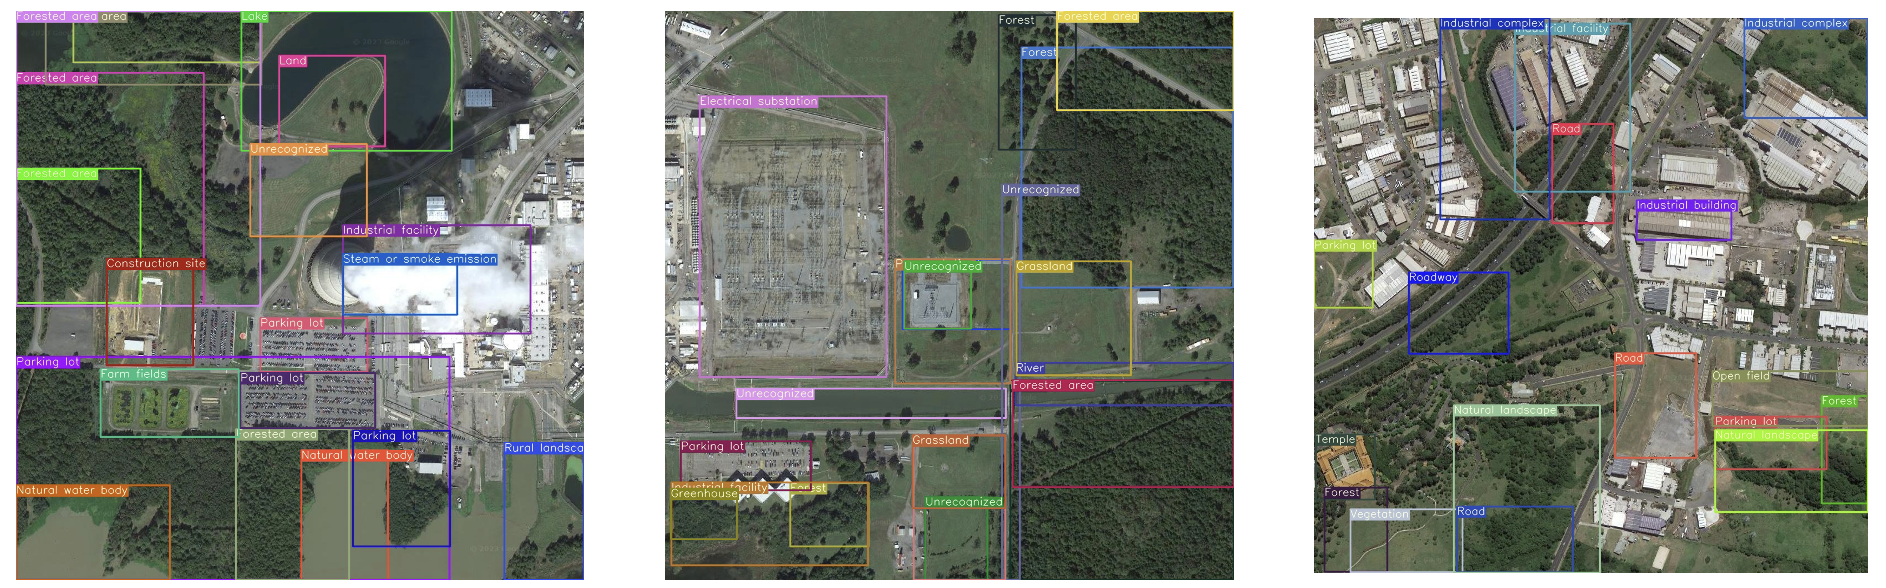 Forested area
area
Lake
Land
Forested area
Unrecognized
Forested area
Industrial facility
Construction site
Steam or smoke emission
Parking lot
Parking lot
Farm fields
Parking lot
Forested area
Parking lot
Natural water body
Rural landsca
Natural water body
Forest
Forested area
Forest
Electrical substation
Unrecognized
P
Unrecognized
Grassland
River
Forested area
Unrecognized
Grassland
Parking lot
Industrial facility
Forest
Greenhouse
Unrecognized
Industrial complex
Industrial facility
Industrial complex
Road
Industrial building
Parking lot
Roadway
Road
Open field
Forest
Natural landscape
Parking lot
Natural landscape
Temple
Forest
Vegetation
Road